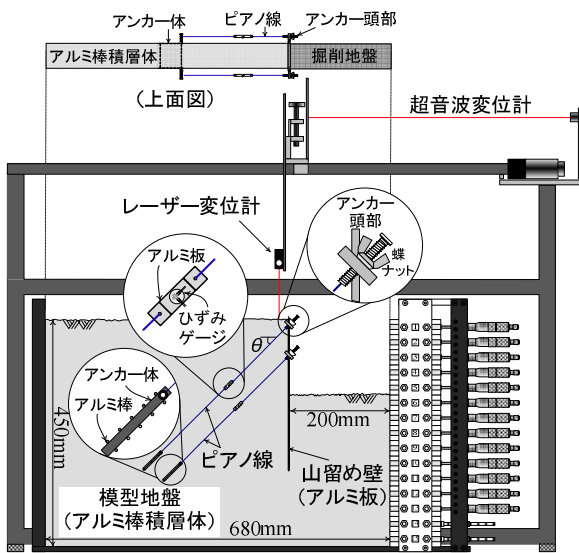 アンカー体
ピアノ線
アンカー頭部
アルミ棒積層体
掘削地盤
(上面図)
超音波変位計
レーザー変位計
アンカー
頭部
蝶
ナット
アルミ板
ひずみ
ゲージ
θ
アンカー体
アルミ棒
450mm
200mm
ピアノ線
山留め壁
(アルミ板)
模型地盤
(アルミ棒積層体)
680mm